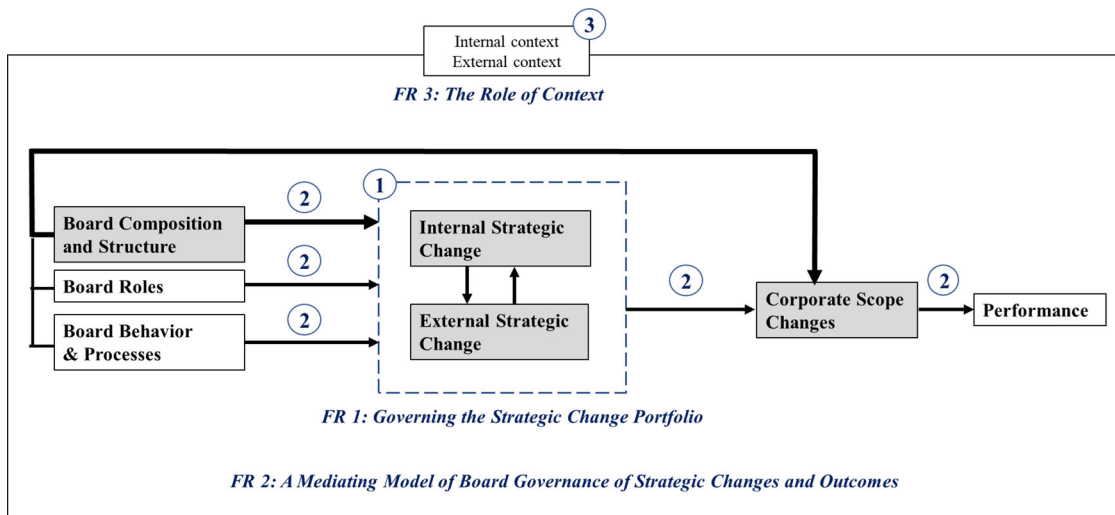 3
Internal context
External context
FR 3: The Role of Context
1
2
Board Composition
and Structure
Internal Strategic
Change
2
Board Roles
2
2
Corporate Scope
Changes
2
Performance
Board Behavior
& Processes
External Strategic
Change
FR 1: Governing the Strategic Change Portfolio
FR 2: A Mediating Model of Board Governance of Strategic Changes and Outcomes